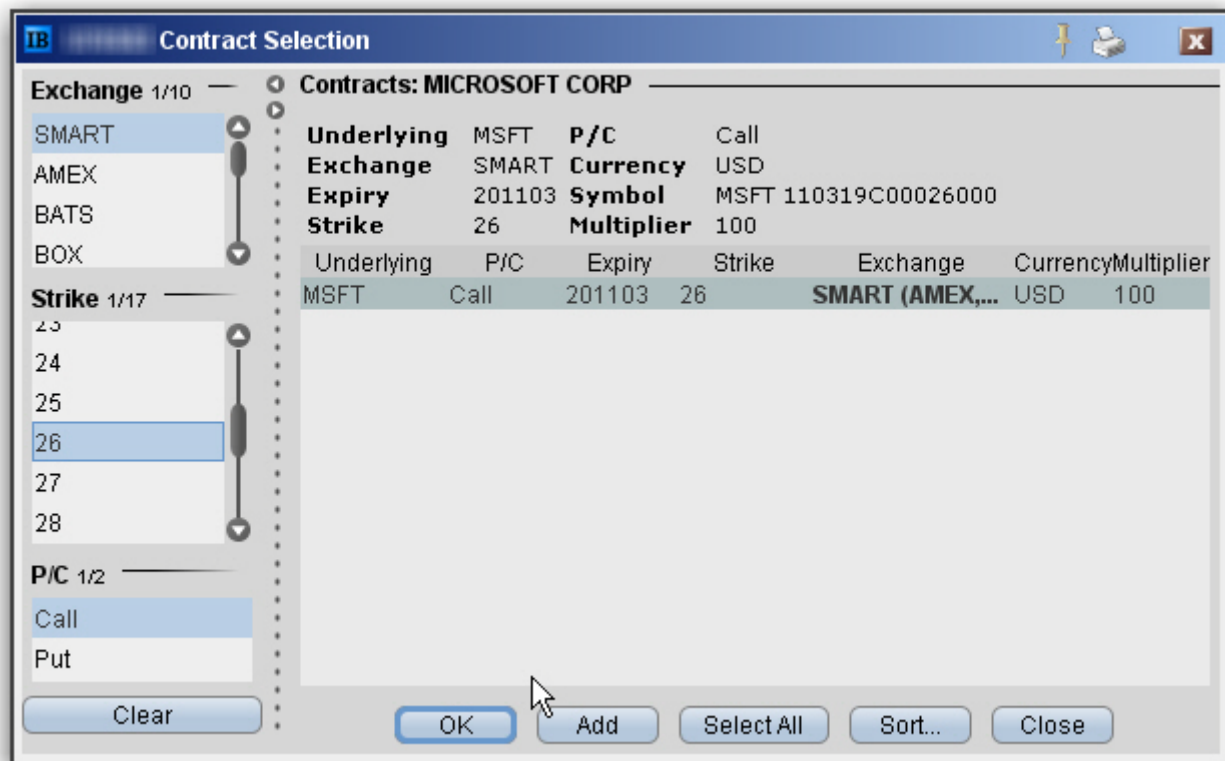 IB Contract Selection
Exchange 1/10
SMART
AMEX
BATS
BOX
Strike 1/17
24
25
26
27
28
P/C 1/2
Call
Put
Clear
Contracts: MICROSOFT CORP
Underlying MSFT P/C Call
Exchange SMART Currency USD
Expiry 201103 Symbol MSFT 110319C00026000
Strike 26 Multiplier 100
Underlying P/C Expiry Strike Exchange Currency Multiplier
MSFT Call 201103 26 SMART (AMEX,... USD 100
OK Add Select All Sort... Close